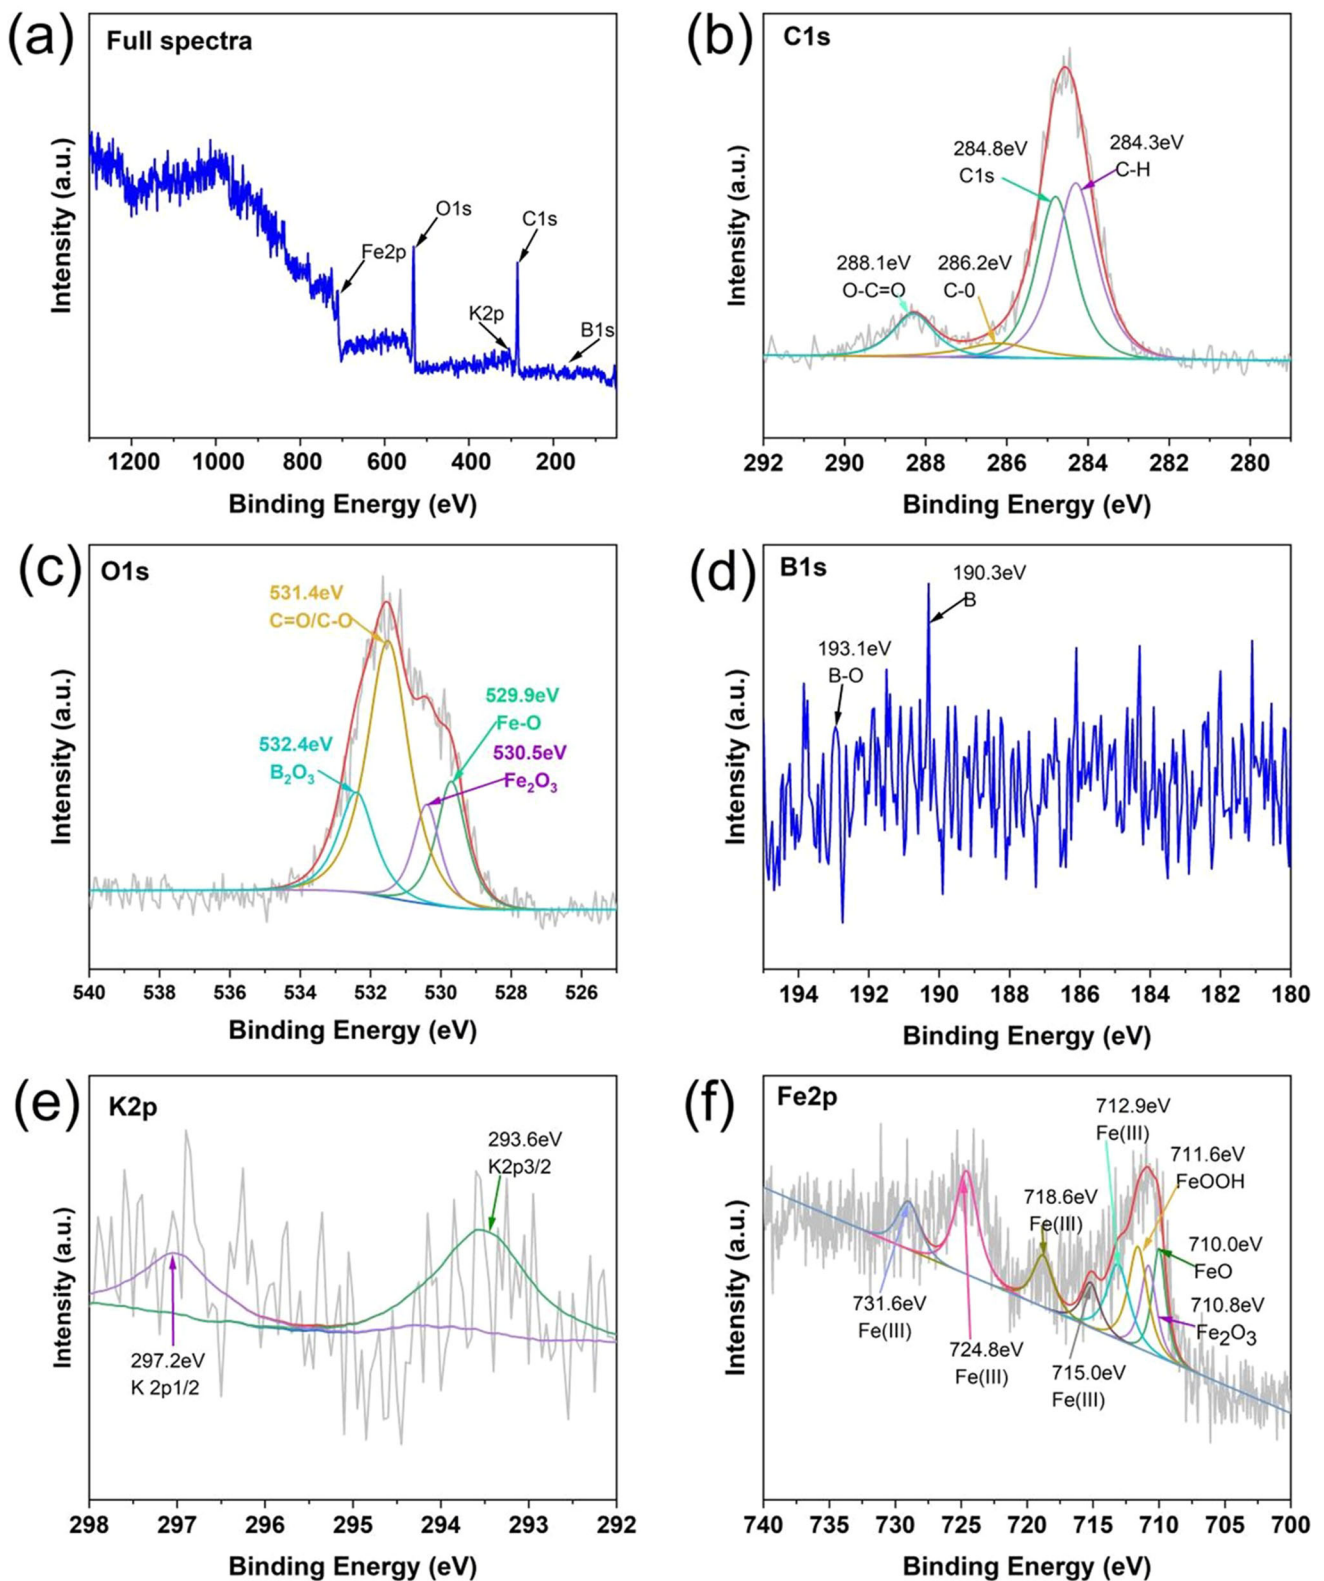 (a)
Full spectra
Intensity (a.u.)
Fe2p
O1s
K2p
C1s
B1s
1200 1000 800 600 400 200
Binding Energy (eV)
(b)
C1s
Intensity (a.u.)
284.8eV
C1s
284.3eV
C-H
288.1eV
O-C=O
286.2eV
C-0
292 290 288 286 284 282 280
Binding Energy (eV)
(c)
O1s
Intensity (a.u.)
531.4eV
C=O/C-O
529.9eV
Fe-O
532.4eV
B₂O₃
530.5eV
Fe₂O₃
540 538 536 534 532 530 528 526
Binding Energy (eV)
(d)
B1s
Intensity (a.u.)
190.3eV
B
193.1eV
B-O
194 192 190 188 186 184 182 180
Binding Energy (eV)
(e)
K2p
Intensity (a.u.)
293.6eV
K2p3/2
297.2eV
K 2p1/2
298 297 296 295 294 293 292
Binding Energy (eV)
(f)
Fe2p
Intensity (a.u.)
712.9eV
Fe(III)
711.6eV
FeOOH
718.6eV
Fe(III)
710.0eV
FeO
731.6eV
Fe(III)
710.8eV
Fe₂O₃
724.8eV
Fe(III)
715.0eV
Fe(III)
740 735 730 725 720 715 710 705 700
Binding Energy (eV)